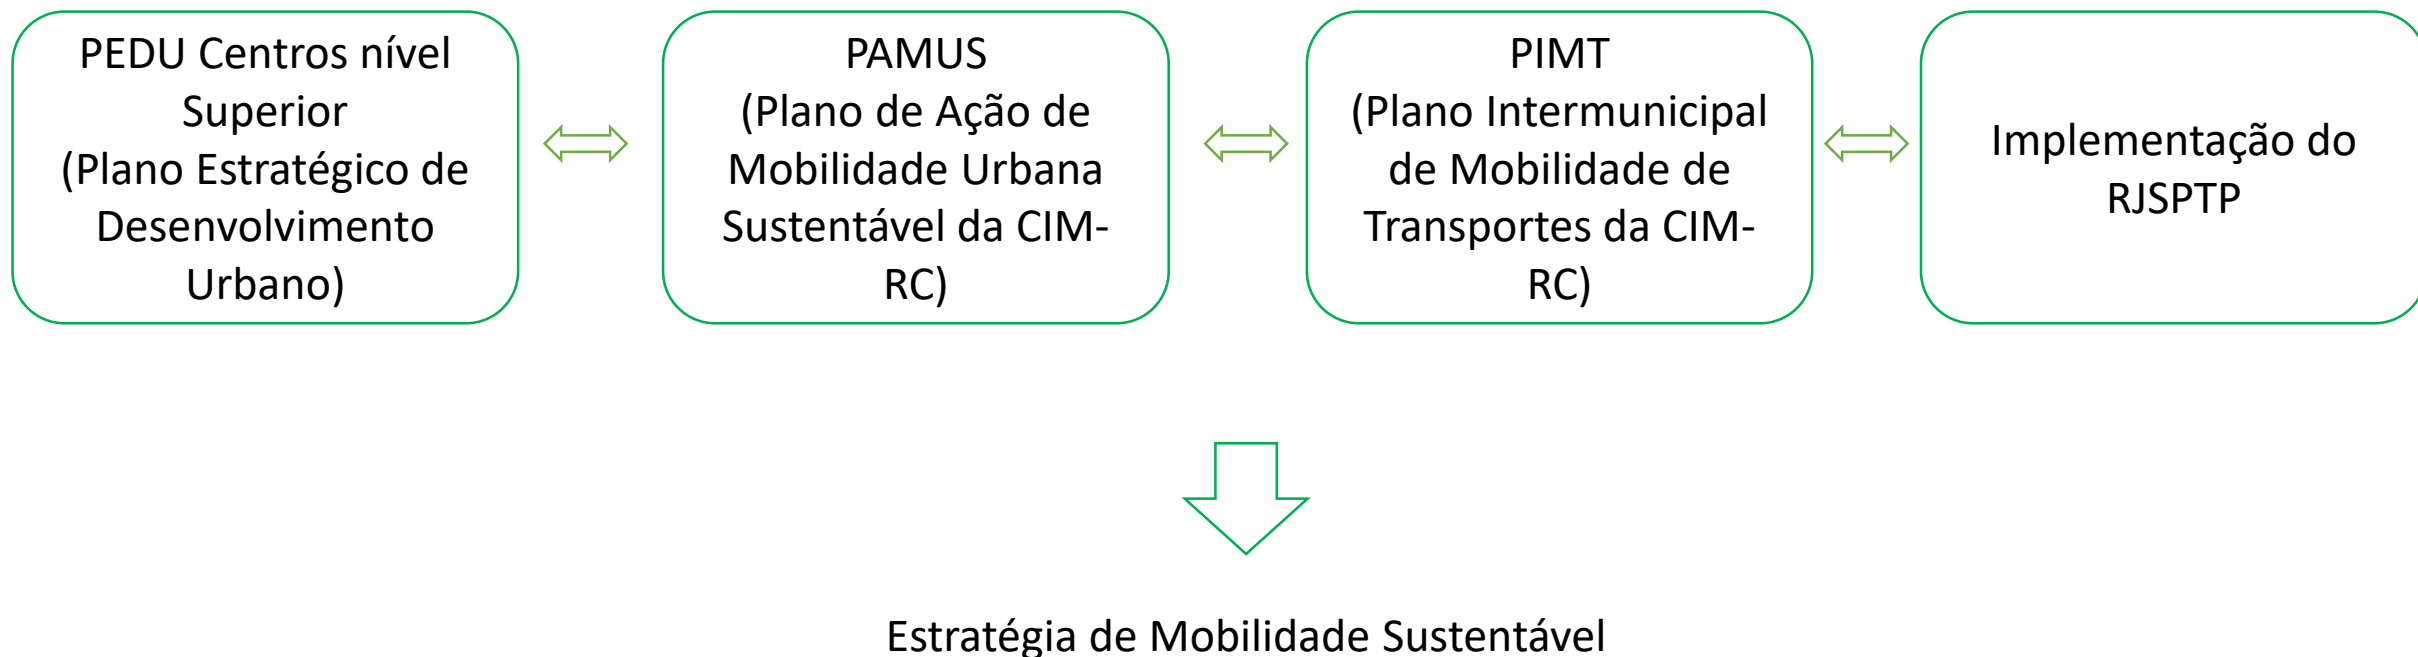 PEDU Centros nível
Superior
(Plano Estratégico de
Desenvolvimento
Urbano)
PAMUS
(Plano de Ação de
Mobilidade Urbana
Sustentável da CIM-
RC)
PIMT
(Plano Intermunicipal
de Mobilidade de
Transportes da CIM-
RC)
Implementação do
RJSPTP
Estratégia de Mobilidade Sustentável